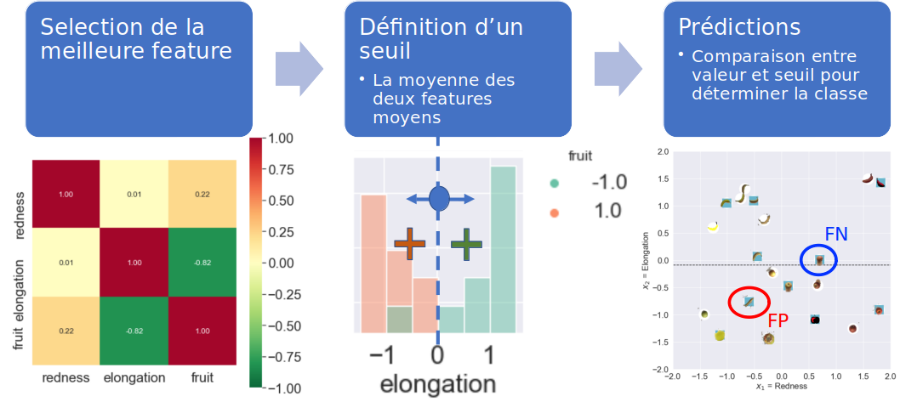 Selection de la
meilleure feature
Définition d'un
seuil
• La moyenne des
deux features
moyens
Prédictions
• Comparaison entre
valeur et seuil pour
déterminer la classe
redness
elongation
fruit
1.00
0.01
0.22
0.01
1.00
-0.82
0.22
-0.82
1.00
redness
elongation
fruit
1.00
0.75
0.50
0.25
0.00
−0.25
−0.50
−0.75
−1.00
fruit
-1.0
1.0
−1
0
1
elongation
2.0
1.5
1.0
0.5
0.0
−0.5
−1.0
−1.5
−2.0
x₂ = Elongation
FN
FP
−2.0 −1.5 −1.0 −0.5 0.0 0.5 1.0 1.5 2.0
x₁ = Redness